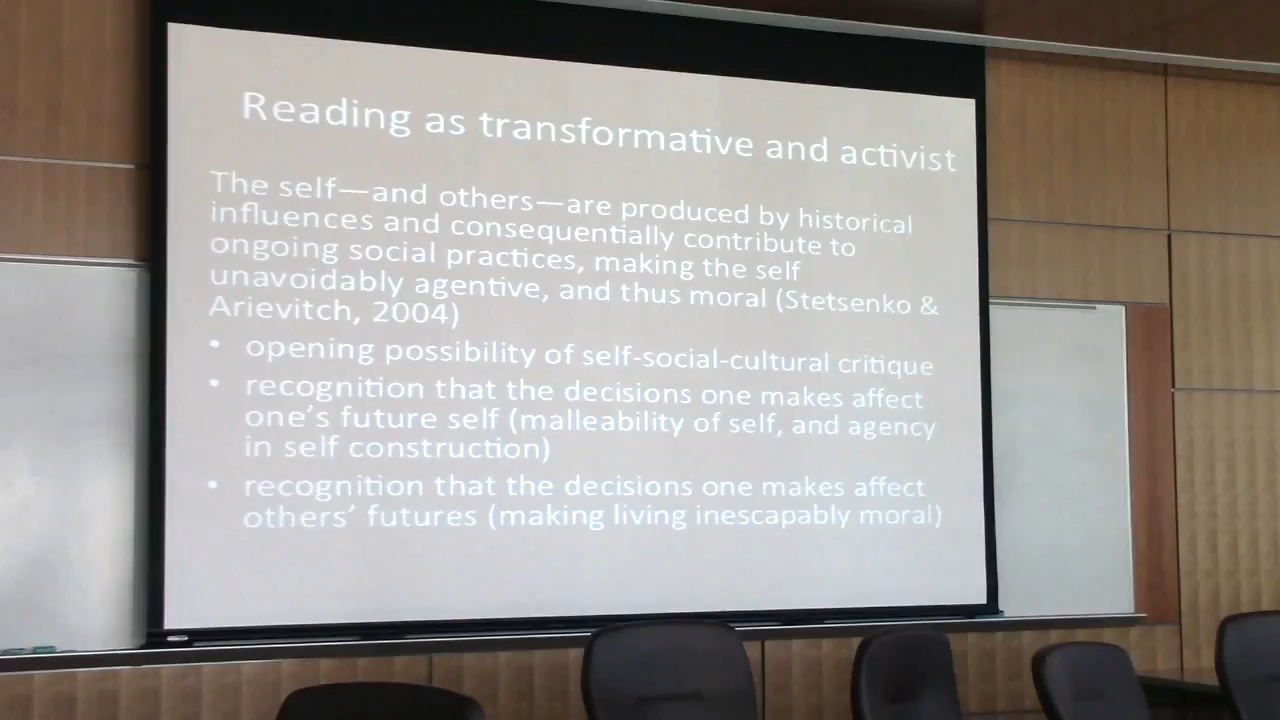 Reading as transformative and activist
The self—and others—are produced by historical
influences and consequentially contribute to
ongoing social practices, making the self
unavoidably agentive, and thus moral (Stetsenko &
Arievitch, 2004)
• opening possibility of self-social-cultural critique
• recognition that the decisions one makes affect
one's future self (malleability of self, and agency
in self construction)
• recognition that the decisions one makes affect
others' futures (making living inescapably moral)